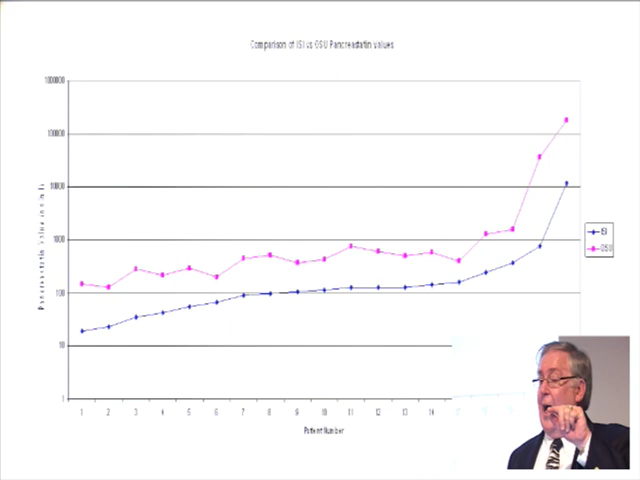 Comparison of ISI vs OSU Pancreastatin values
1000000
100000
10000
1000
100
10
1
ISI
OSU
1 2 3 4 5 6 7 8 9 10 11 12 13 14
Patient Number